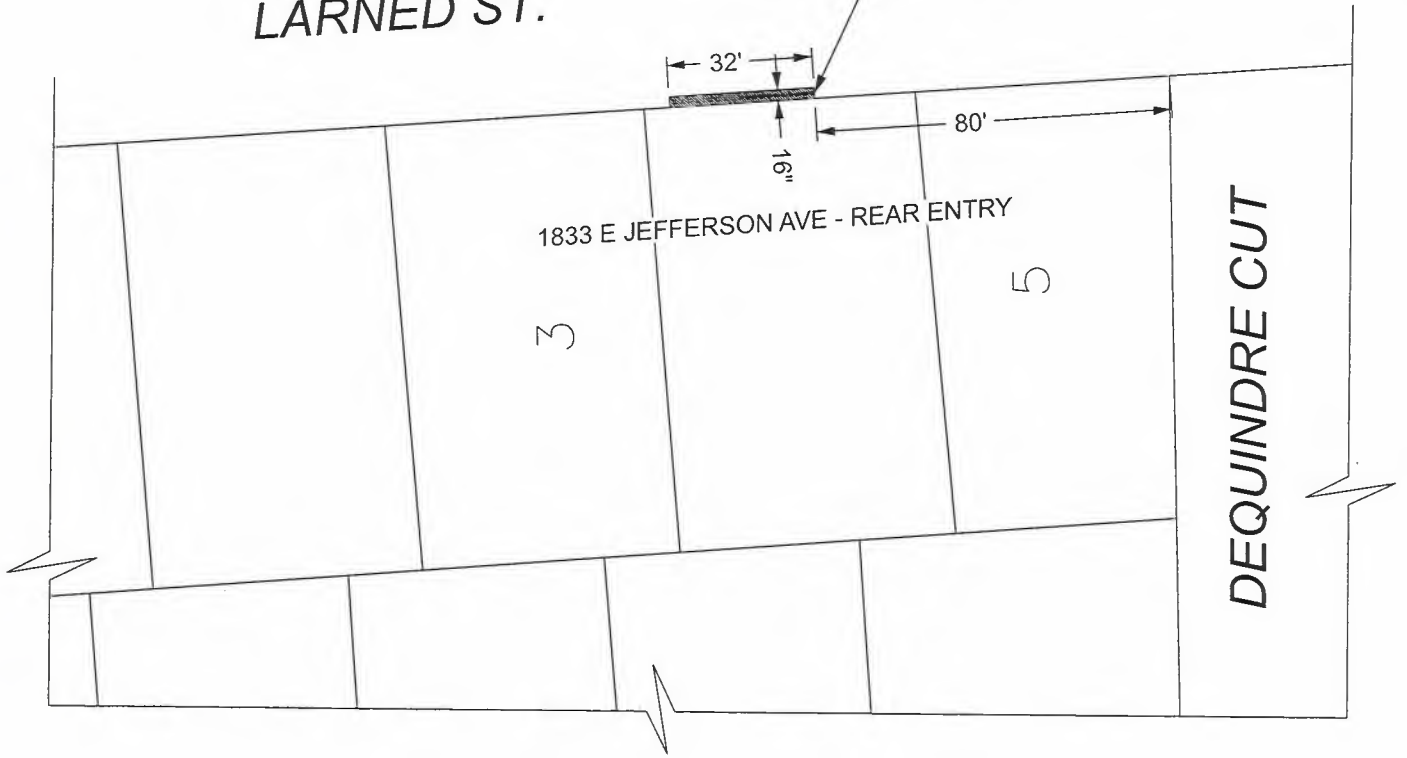 LARNED ST.
32'
80'
16"
1833 E JEFFERSON AVE - REAR ENTRY
3
5
DEQUINDRE CUT